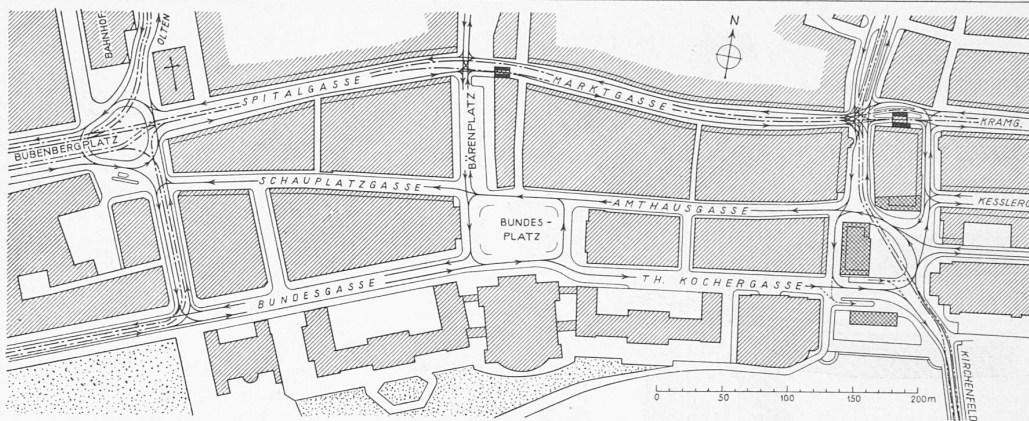 BAHNHOF
OLTEN
N
SPITALGASSE
MARKTGASSE
KRAMG.
BUBENBERGPLATZ
BÄRENPLATZ
SCHAUPLATZGASSE
AMTHAUSGASSE
KESSLERG
BUNDES-
PLATZ
BUNDESGASSE
TH. KOCHERGASSE
KIRCHENFELD
0 50 100 150 200m